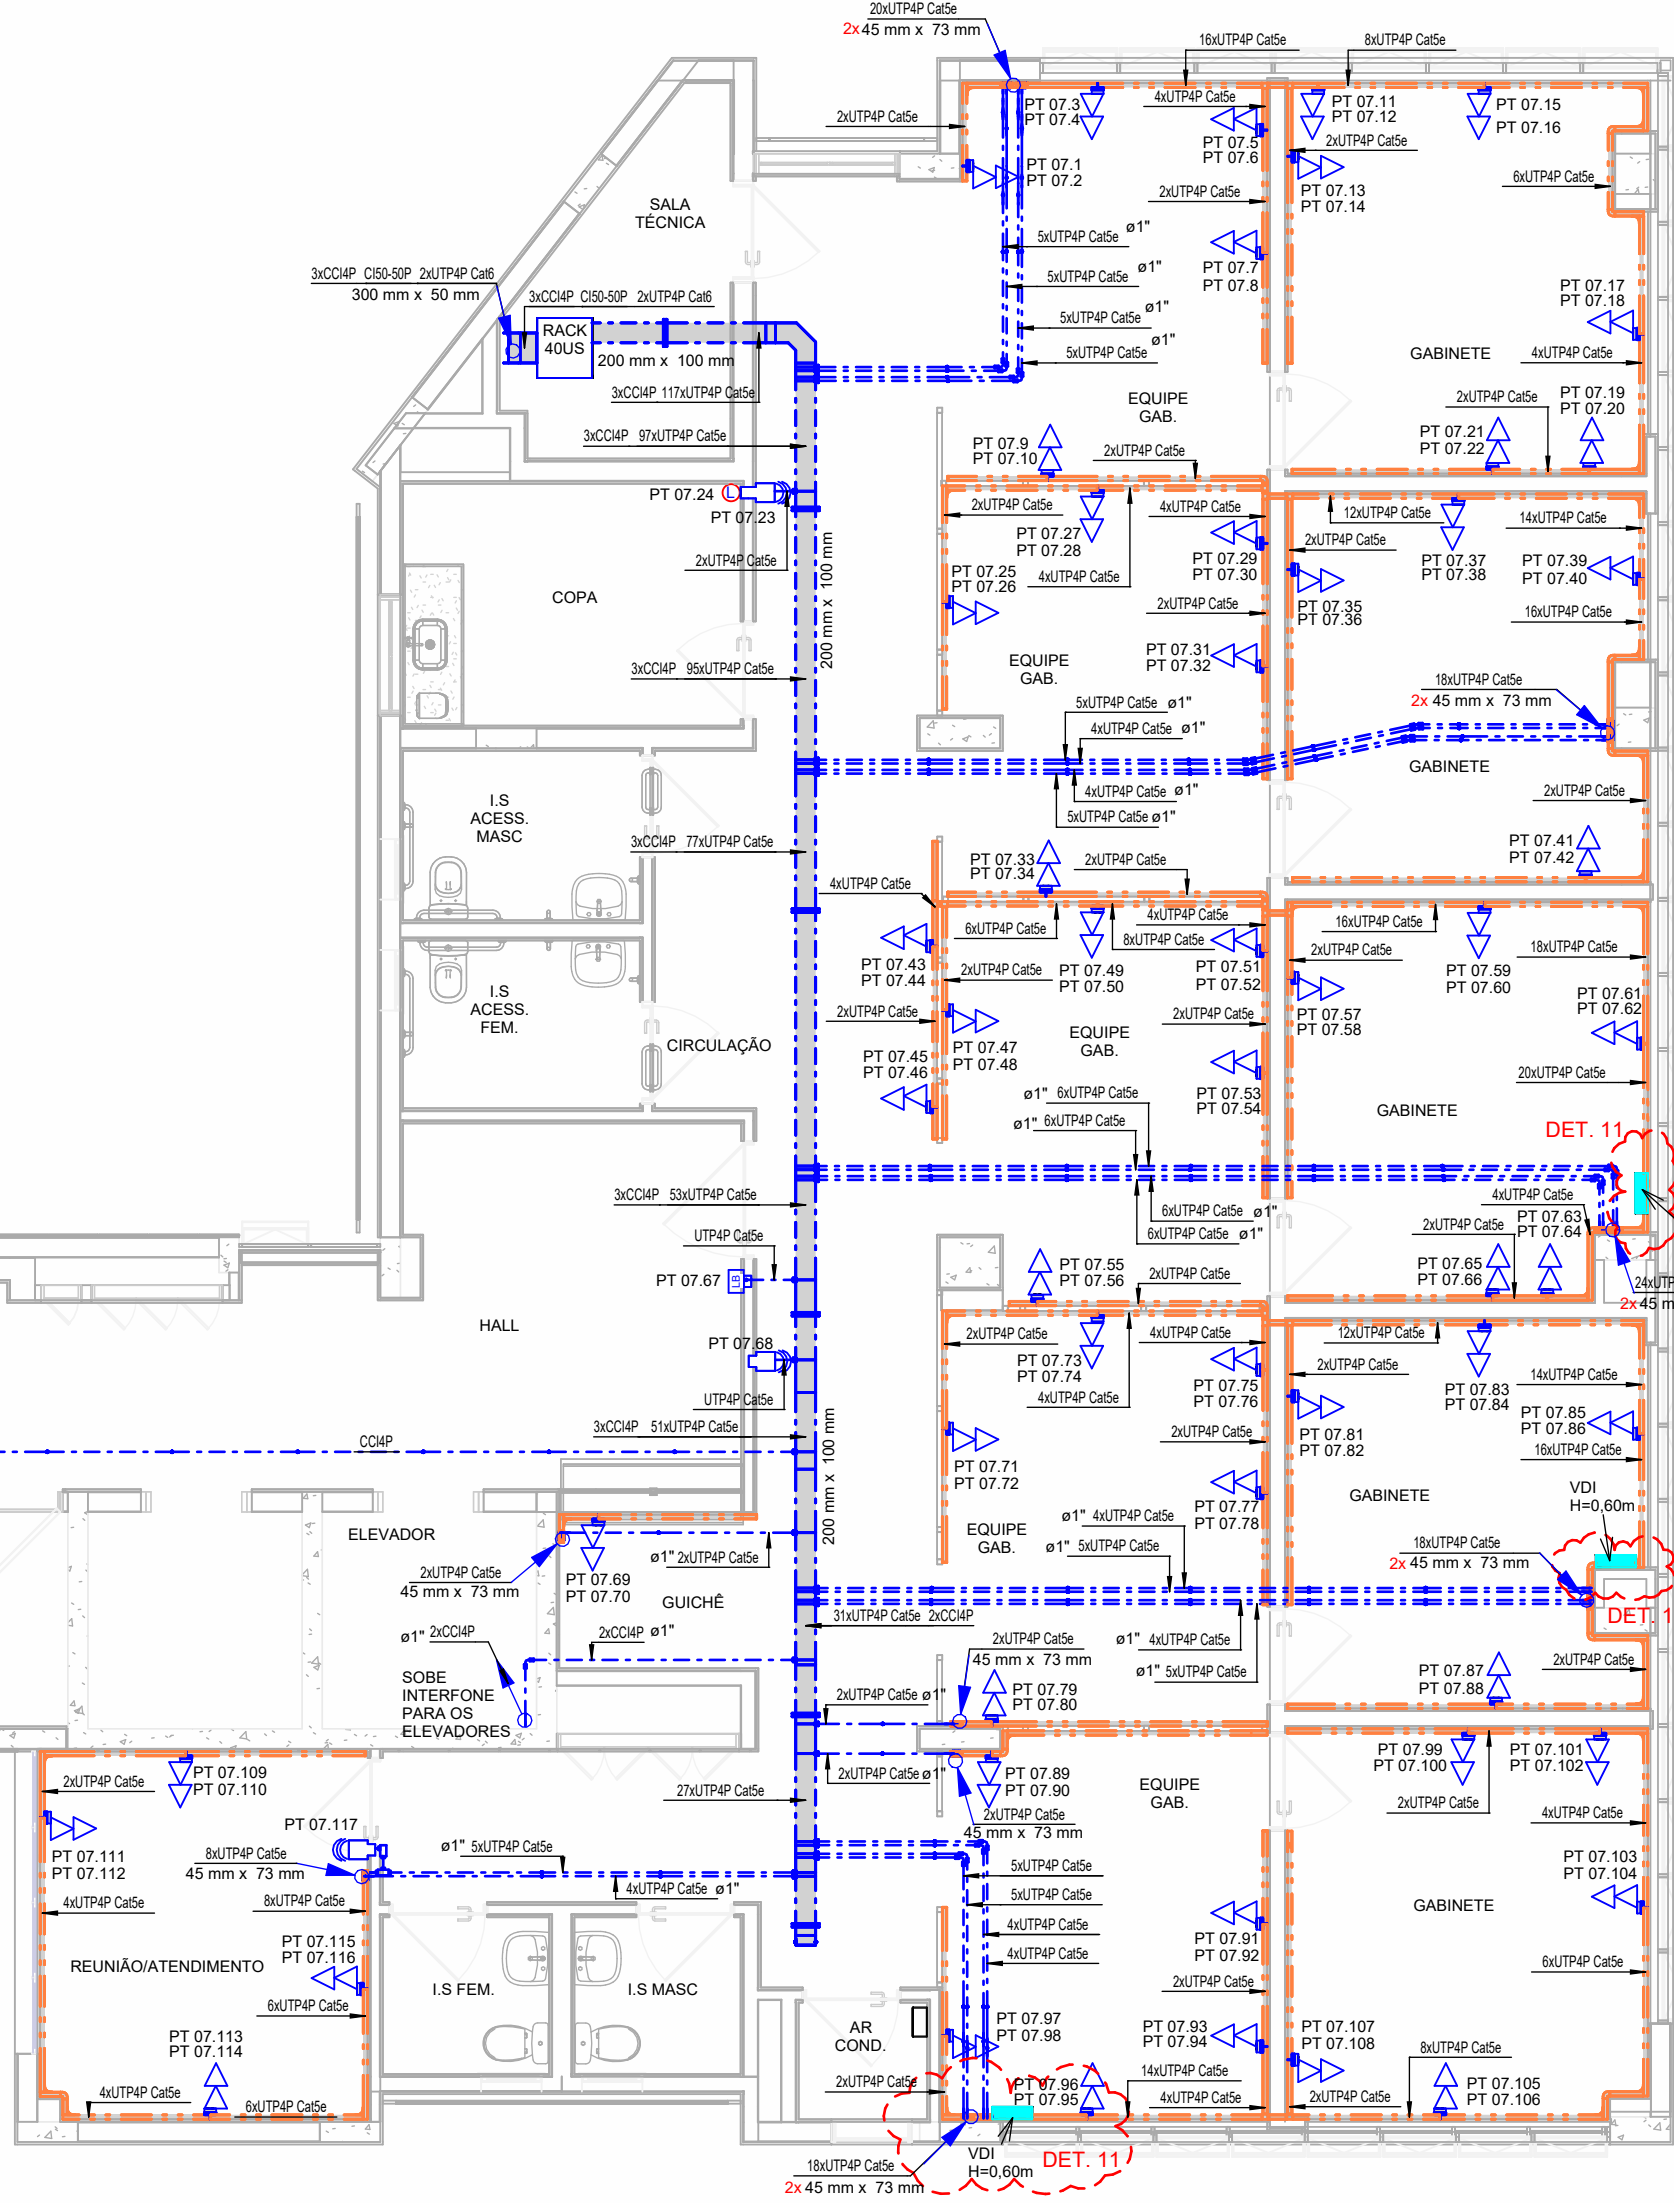 20xUTP4P Cat5e
2x 45 mm x 73 mm
16xUTP4P Cat5e
8xUTP4P Cat5e
2xUTP4P Cat5e
PT 07.3
PT 07.4
4xUTP4P Cat5e
PT 07.5
PT 07.6
PT 07.11
PT 07.12
PT 07.15
PT 07.16
2xUTP4P Cat5e
PT 07.1
PT 07.2
PT 07.13
PT 07.14
6xUTP4P Cat5e
2xUTP4P Cat5e
SALA
TÉCNICA
5xUTP4P Cat5e ø1"
5xUTP4P Cat5e ø1"
5xUTP4P Cat5e ø1"
5xUTP4P Cat5e ø1"
PT 07.7
PT 07.8
PT 07.17
PT 07.18
3xCCI4P CI50-50P 2xUTP4P Cat6
300 mm x 50 mm
3xCCI4P CI50-50P 2xUTP4P Cat6
RACK
40US
200 mm x 100 mm
3xCCI4P 117xUTP4P Cat5e
3xCCI4P 97xUTP4P Cat5e
GABINETE
4xUTP4P Cat5e
EQUIPE
GAB.
2xUTP4P Cat5e
PT 07.19
PT 07.20
PT 07.21
PT 07.22
PT 07.9
PT 07.10
2xUTP4P Cat5e
PT 07.24
L
PT 07.23
2xUTP4P Cat5e
2xUTP4P Cat5e
PT 07.27
PT 07.28
4xUTP4P Cat5e
4xUTP4P Cat5e
PT 07.29
PT 07.30
12xUTP4P Cat5e
2xUTP4P Cat5e
PT 07.37
PT 07.38
14xUTP4P Cat5e
PT 07.39
PT 07.40
PT 07.25
PT 07.26
2xUTP4P Cat5e
PT 07.35
PT 07.36
16xUTP4P Cat5e
COPA
200 mm x 100 mm
PT 07.31
PT 07.32
EQUIPE
GAB.
3xCCI4P 95xUTP4P Cat5e
18xUTP4P Cat5e
2x 45 mm x 73 mm
5xUTP4P Cat5e ø1"
4xUTP4P Cat5e ø1"
4xUTP4P Cat5e ø1"
5xUTP4P Cat5e ø1"
GABINETE
2xUTP4P Cat5e
I.S
ACESS.
MASC
3xCCI4P 77xUTP4P Cat5e
PT 07.33
PT 07.34
2xUTP4P Cat5e
PT 07.41
PT 07.42
4xUTP4P Cat5e
6xUTP4P Cat5e
4xUTP4P Cat5e
8xUTP4P Cat5e
16xUTP4P Cat5e
2xUTP4P Cat5e
18xUTP4P Cat5e
PT 07.43
PT 07.44
2xUTP4P Cat5e
PT 07.49
PT 07.50
PT 07.51
PT 07.52
PT 07.59
PT 07.60
PT 07.61
PT 07.62
I.S
ACESS.
FEM.
2xUTP4P Cat5e
2xUTP4P Cat5e
PT 07.57
PT 07.58
CIRCULAÇÃO
PT 07.45
PT 07.46
PT 07.47
PT 07.48
EQUIPE
GAB.
PT 07.53
PT 07.54
20xUTP4P Cat5e
GABINETE
DET. 11
ø1" 6xUTP4P Cat5e
ø1" 6xUTP4P Cat5e
6xUTP4P Cat5e ø1"
6xUTP4P Cat5e ø1"
3xCCI4P 53xUTP4P Cat5e
4xUTP4P Cat5e
2xUTP4P Cat5e
PT 07.63
PT 07.64
UTP4P Cat5e
PT 07.67
LB
PT 07.55
PT 07.56
2xUTP4P Cat5e
PT 07.65
PT 07.66
24xUTP
2x 45 m
HALL
PT 07.68
UTP4P Cat5e
3xCCI4P 51xUTP4P Cat5e
2xUTP4P Cat5e
PT 07.73
PT 07.74
4xUTP4P Cat5e
4xUTP4P Cat5e
PT 07.75
PT 07.76
12xUTP4P Cat5e
2xUTP4P Cat5e
PT 07.83
PT 07.84
14xUTP4P Cat5e
PT 07.85
PT 07.86
CCI4P
200 mm x 100 mm
2xUTP4P Cat5e
PT 07.81
PT 07.82
16xUTP4P Cat5e
PT 07.71
PT 07.72
GABINETE
VDI
H=0,60m
ELEVADOR
PT 07.77
PT 07.78
ø1" 4xUTP4P Cat5e
ø1" 5xUTP4P Cat5e
EQUIPE
GAB.
2xUTP4P Cat5e
45 mm x 73 mm
PT 07.69
PT 07.70
ø1" 2xUTP4P Cat5e
GUICHÊ
18xUTP4P Cat5e
2x 45 mm x 73 mm
DET. 1
31xUTP4P Cat5e 2xCCI4P
ø1" 2xCCI4P
2xCCI4P ø1"
2xUTP4P Cat5e
45 mm x 73 mm
ø1" 4xUTP4P Cat5e
ø1" 5xUTP4P Cat5e
SOBE
INTERFONE
PARA OS
ELEVADORES
2xUTP4P Cat5e ø1"
PT 07.79
PT 07.80
PT 07.87
PT 07.88
2xUTP4P Cat5e
2xUTP4P Cat5e
PT 07.109
PT 07.110
2xUTP4P Cat5e ø1"
PT 07.89
PT 07.90
2xUTP4P Cat5e
45 mm x 73 mm
EQUIPE
GAB.
PT 07.99
PT 07.100
PT 07.101
PT 07.102
2xUTP4P Cat5e
4xUTP4P Cat5e
27xUTP4P Cat5e
PT 07.117
8xUTP4P Cat5e
45 mm x 73 mm
PT 07.111
PT 07.112
ø1" 5xUTP4P Cat5e
4xUTP4P Cat5e ø1"
5xUTP4P Cat5e
5xUTP4P Cat5e
4xUTP4P Cat5e
4xUTP4P Cat5e
PT 07.103
PT 07.104
4xUTP4P Cat5e
8xUTP4P Cat5e
GABINETE
PT 07.115
PT 07.116
PT 07.91
PT 07.92
REUNIÃO/ATENDIMENTO
6xUTP4P Cat5e
2xUTP4P Cat5e
6xUTP4P Cat5e
I.S FEM.
I.S MASC
AR
COND.
PT 07.97
PT 07.98
PT 07.93
PT 07.94
PT 07.107
PT 07.108
PT 07.113
PT 07.114
14xUTP4P Cat5e
8xUTP4P Cat5e
2xUTP4P Cat5e
PT 07.96
PT 07.95
4xUTP4P Cat5e
2xUTP4P Cat5e
PT 07.105
PT 07.106
4xUTP4P Cat5e
6xUTP4P Cat5e
VDI
H=0,60m
DET. 11
18xUTP4P Cat5e
2x 45 mm x 73 mm